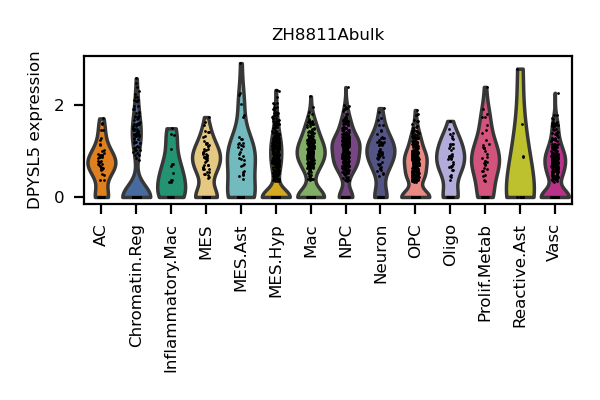 ZH8811Abulk
DPYSL5 expression
2
0
AC
Chromatin.Reg
Inflammatory.Mac
MES
MES.Ast
MES.Hyp
Mac
NPC
Neuron
OPC
Oligo
Prolif.Metab
Reactive.Ast
Vasc